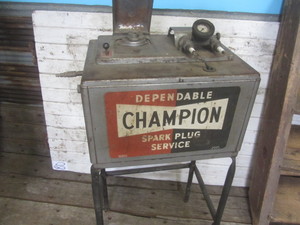 DEPENDABLE
CHAMPION
SPARK PLUG
SERVICE